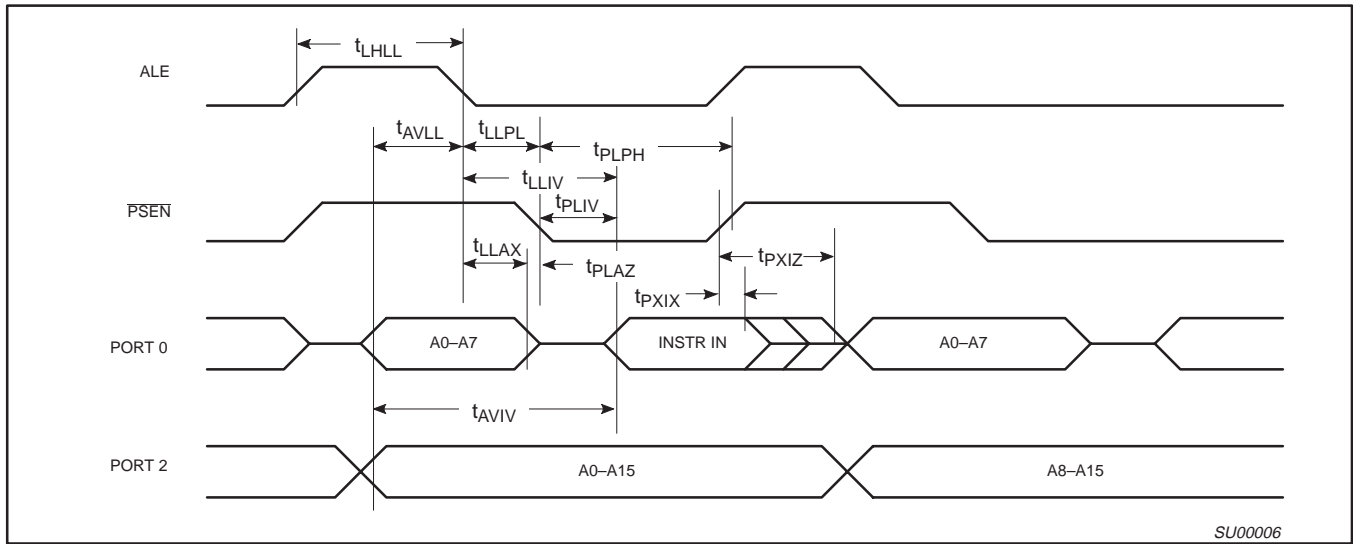 tLHLL
ALE
tAVLL
tLLPL
tPLPH
tLLIV
PSEN
tPLIV
tLLAX
tPLAZ
tPXIZ
tPXIX
PORT 0
A0–A7
INSTR IN
A0–A7
tAVIV
PORT 2
A0–A15
A8–A15
SU00006